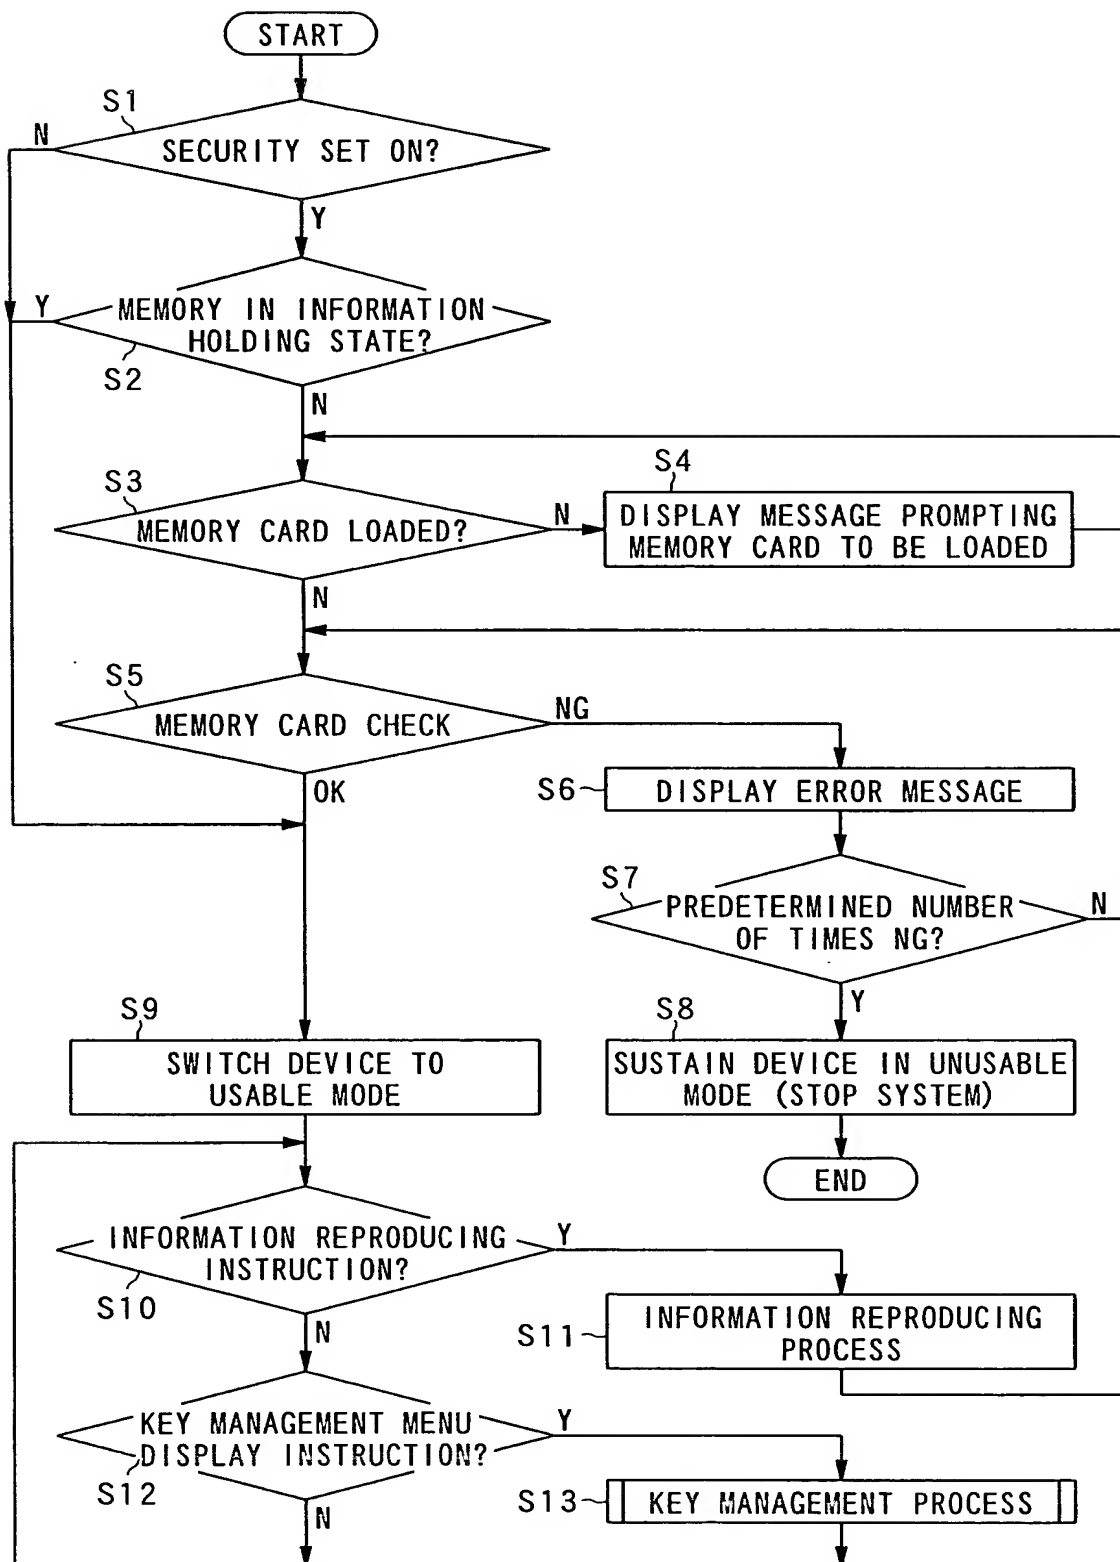 START
S1
N
SECURITY SET ON?
Y
Y
MEMORY IN INFORMATION
HOLDING STATE?
S2
N
S3
MEMORY CARD LOADED?
N
S4
DISPLAY MESSAGE PROMPTING
MEMORY CARD TO BE LOADED
N
S5
MEMORY CARD CHECK
NG
OK
S6
DISPLAY ERROR MESSAGE
S7
PREDETERMINED NUMBER
OF TIMES NG?
N
Y
S9
SWITCH DEVICE TO
USABLE MODE
S8
SUSTAIN DEVICE IN UNUSABLE
MODE (STOP SYSTEM)
END
INFORMATION REPRODUCING
INSTRUCTION?
Y
S10
N
S11
INFORMATION REPRODUCING
PROCESS
KEY MANAGEMENT MENU
DISPLAY INSTRUCTION?
Y
S12
N
S13
KEY MANAGEMENT PROCESS